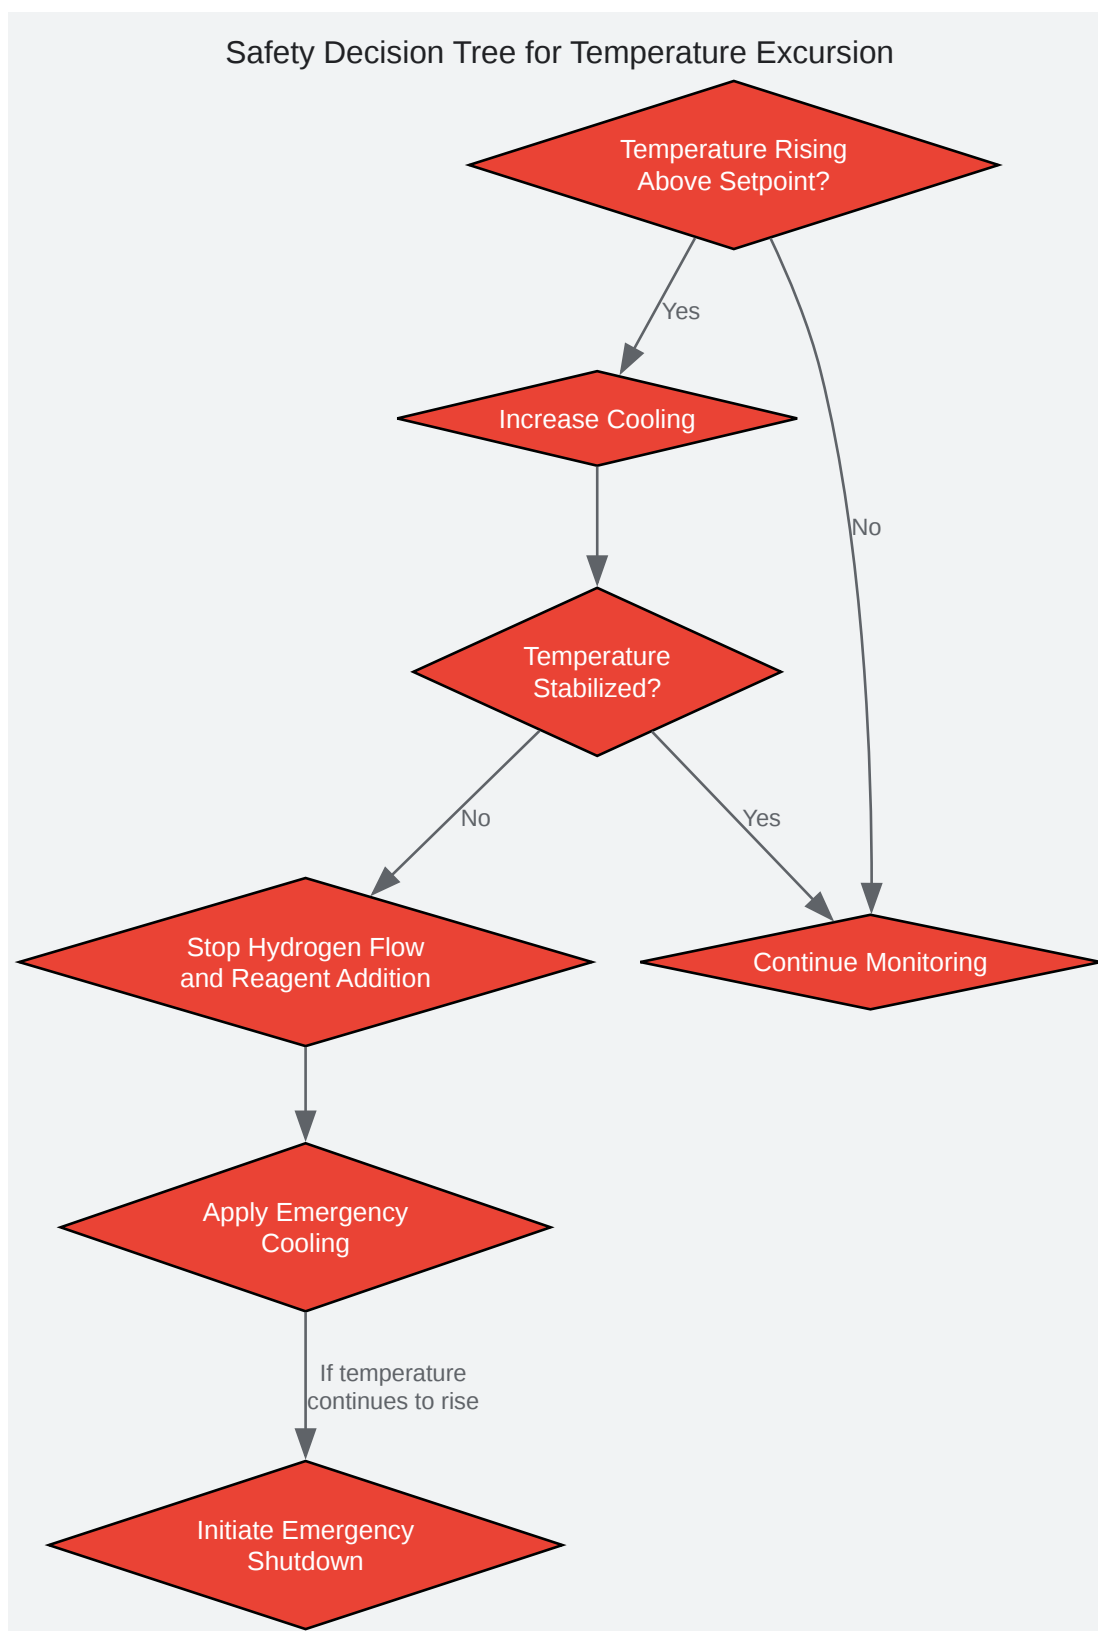 Safety Decision Tree for Temperature Excursion
Temperature Rising
Above Setpoint?
Yes
Increase Cooling
No
Temperature
Stabilized?
No
Yes
Stop Hydrogen Flow
and Reagent Addition
Continue Monitoring
Apply Emergency
Cooling
If temperature
continues to rise
Initiate Emergency
Shutdown